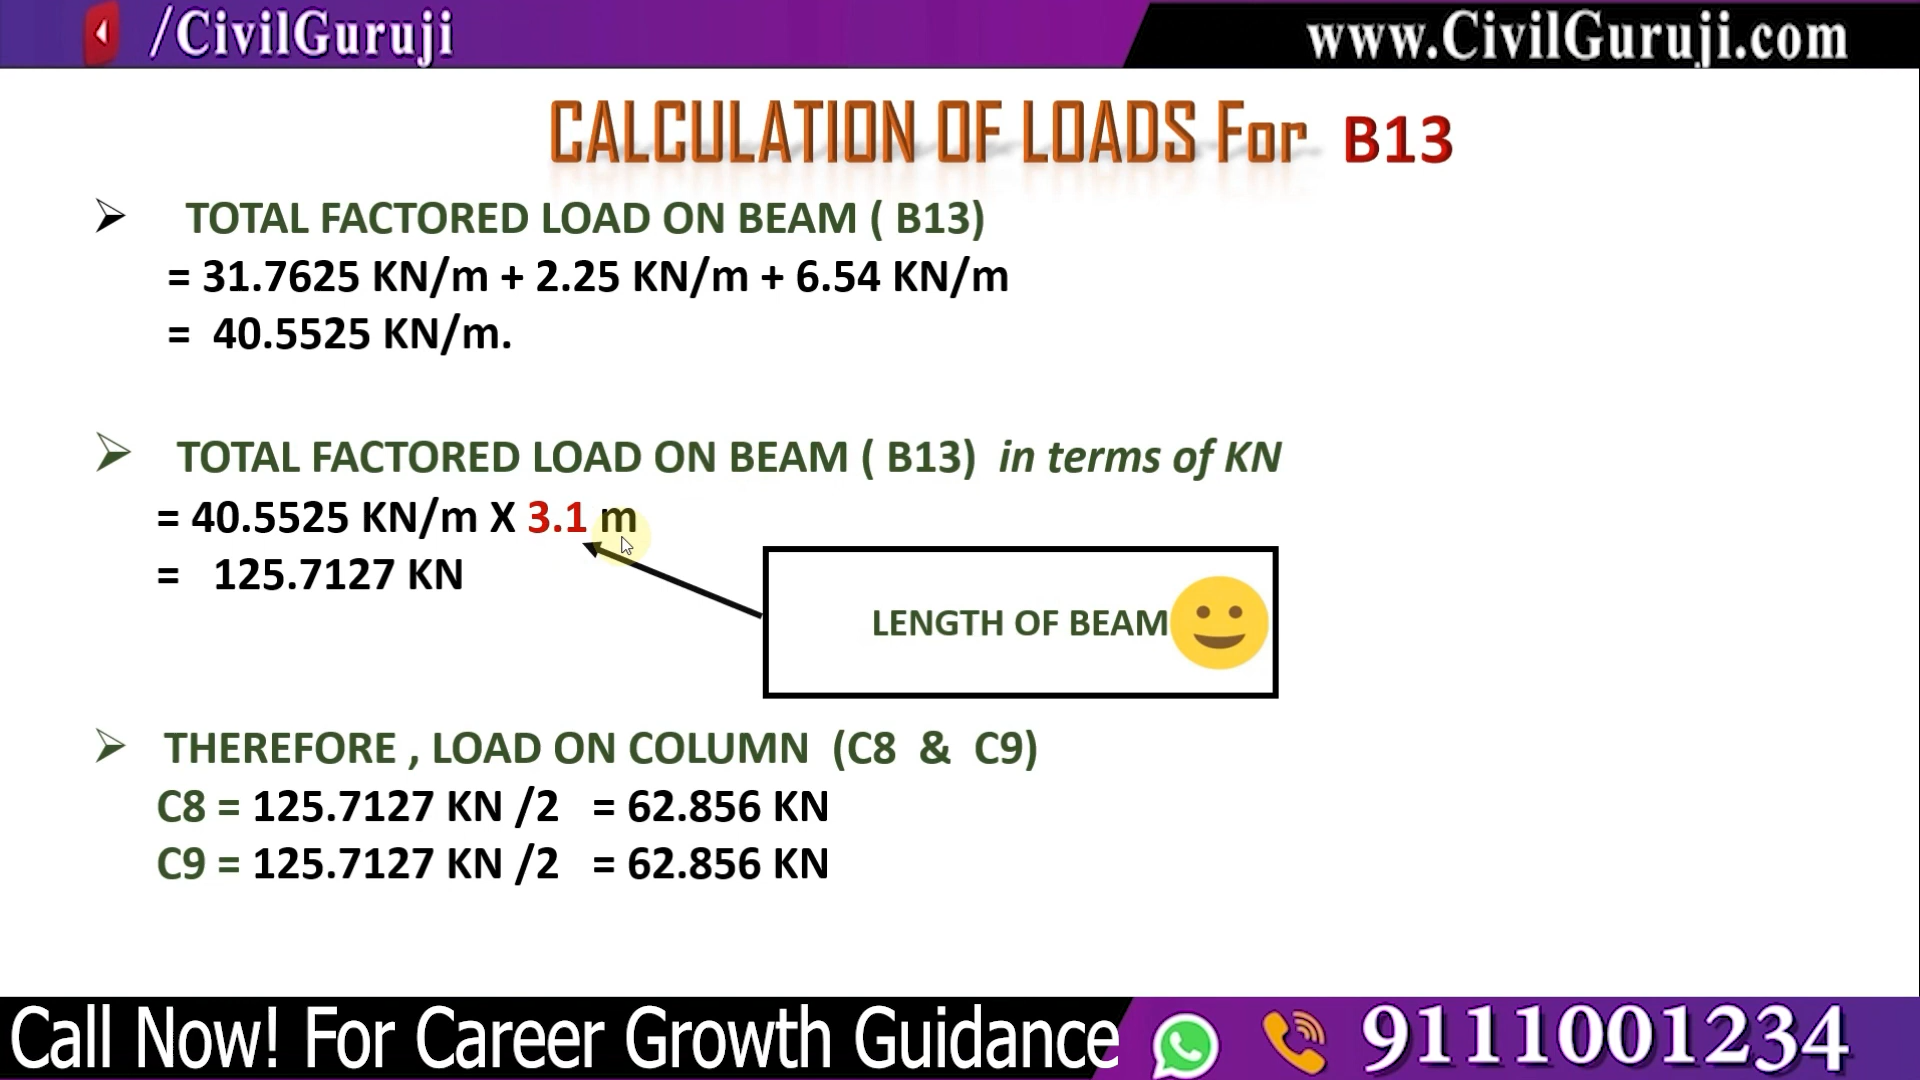 /CivilGuruji
www.CivilGuruji.com
CALCULATION OF LOADS For B13
➢ TOTAL FACTORED LOAD ON BEAM ( B13)
= 31.7625 KN/m + 2.25 KN/m + 6.54 KN/m
= 40.5525 KN/m.
➢ TOTAL FACTORED LOAD ON BEAM ( B13) in terms of KN
= 40.5525 KN/m X 3.1 m
= 125.7127 KN
LENGTH OF BEAM
➢ THEREFORE , LOAD ON COLUMN (C8 & C9)
C8 = 125.7127 KN /2 = 62.856 KN
C9 = 125.7127 KN /2 = 62.856 KN
Call Now! For Career Growth Guidance
9111001234